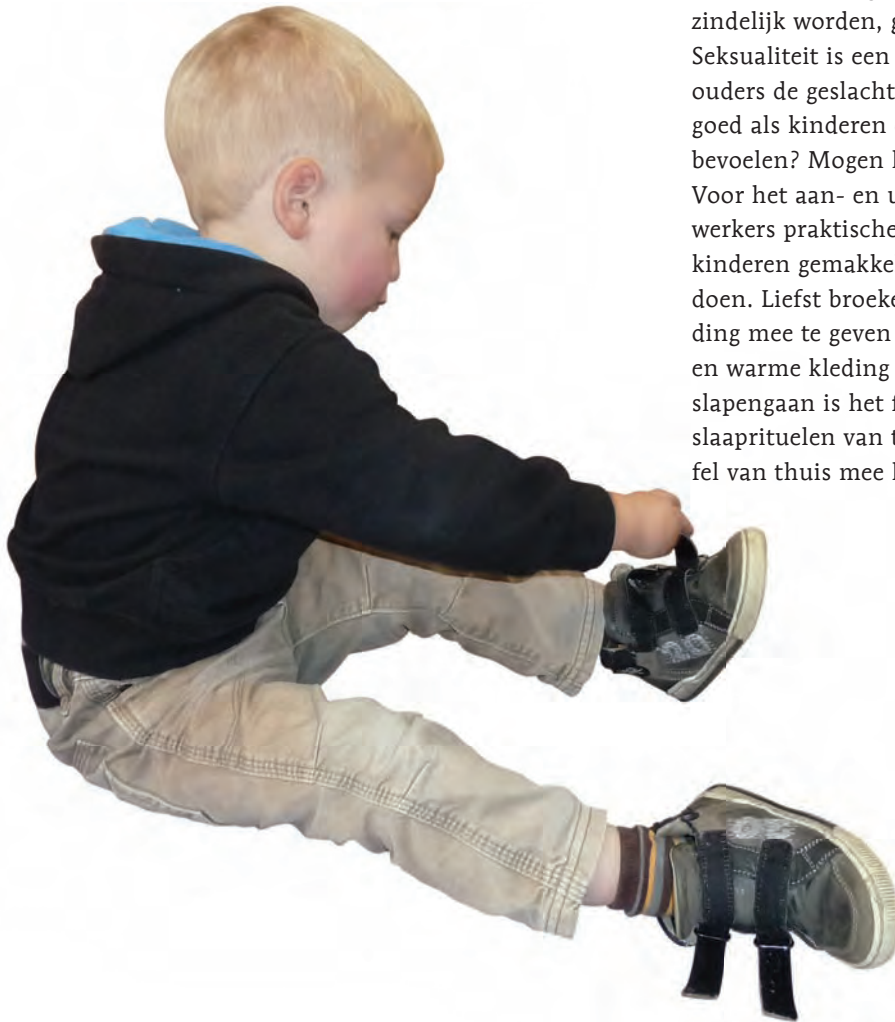 zindelijk worden, g
Seksualiteit is een
ouders de geslacht
goed als kinderen
bevoelen? Mogen
Voor het aan- en u
werkers praktische
kinderen gemakke
doen. Liefst broeke
ding mee te geven
en warme kleding
slapengaan is het f
slaaprituelen van t
fel van thuis mee